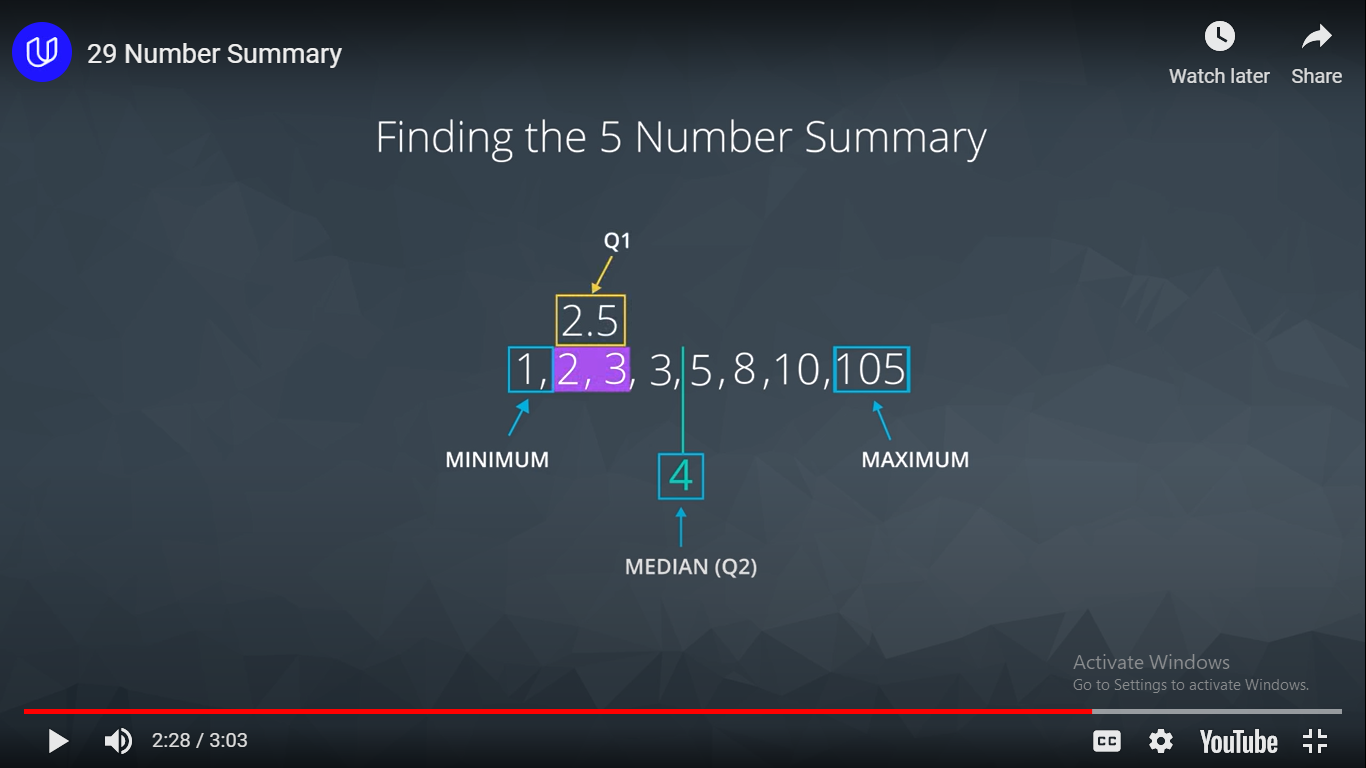 29 Number Summary
Watch later
Share
Finding the 5 Number Summary
Q1
2.5
1, 2, 3, 3, 5, 8, 10, 105
MINIMUM
MAXIMUM
4
MEDIAN (Q2)
Activate Windows
Go to Settings to activate Windows.
2:28 / 3:03
CC
YouTube